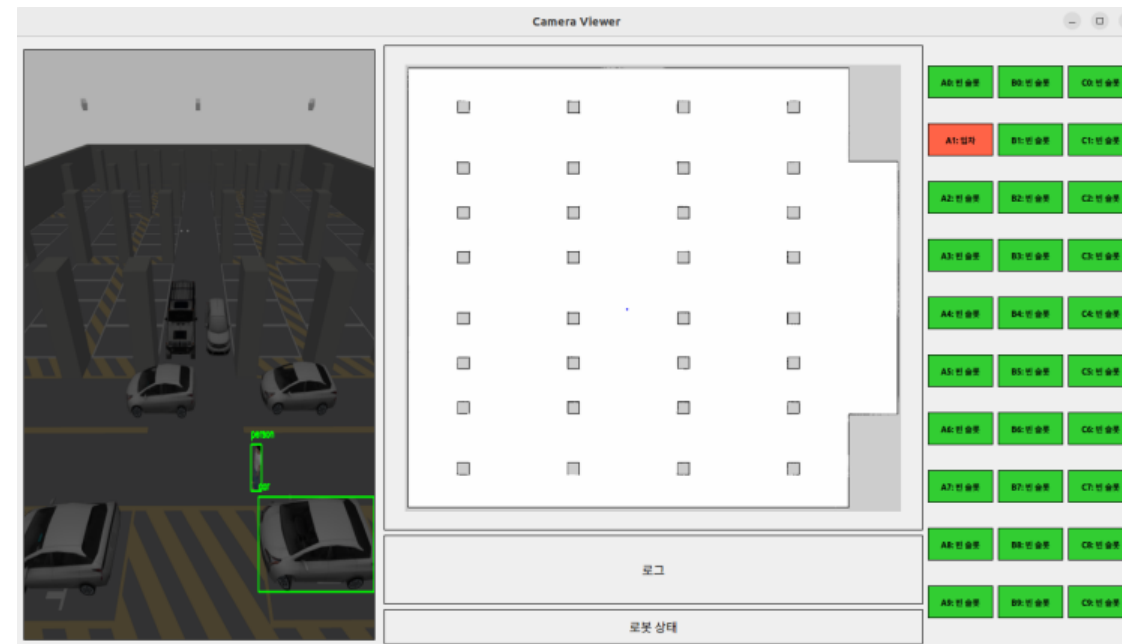 Camera Viewer
person
car
로그
로봇 상태
A0: 빈 슬롯
B0: 빈 슬롯
C0: 빈 슬롯
A1: 입차
B1: 빈 슬롯
C1: 빈 슬롯
A2: 빈 슬롯
B2: 빈 슬롯
C2: 빈 슬롯
A3: 빈 슬롯
B3: 빈 슬롯
C3: 빈 슬롯
A4: 빈 슬롯
B4: 빈 슬롯
C4: 빈 슬롯
A5: 빈 슬롯
B5: 빈 슬롯
C5: 빈 슬롯
A6: 빈 슬롯
B6: 빈 슬롯
C6: 빈 슬롯
A7: 빈 슬롯
B7: 빈 슬롯
C7: 빈 슬롯
A8: 빈 슬롯
B8: 빈 슬롯
C8: 빈 슬롯
A9: 빈 슬롯
B9: 빈 슬롯
C9: 빈 슬롯